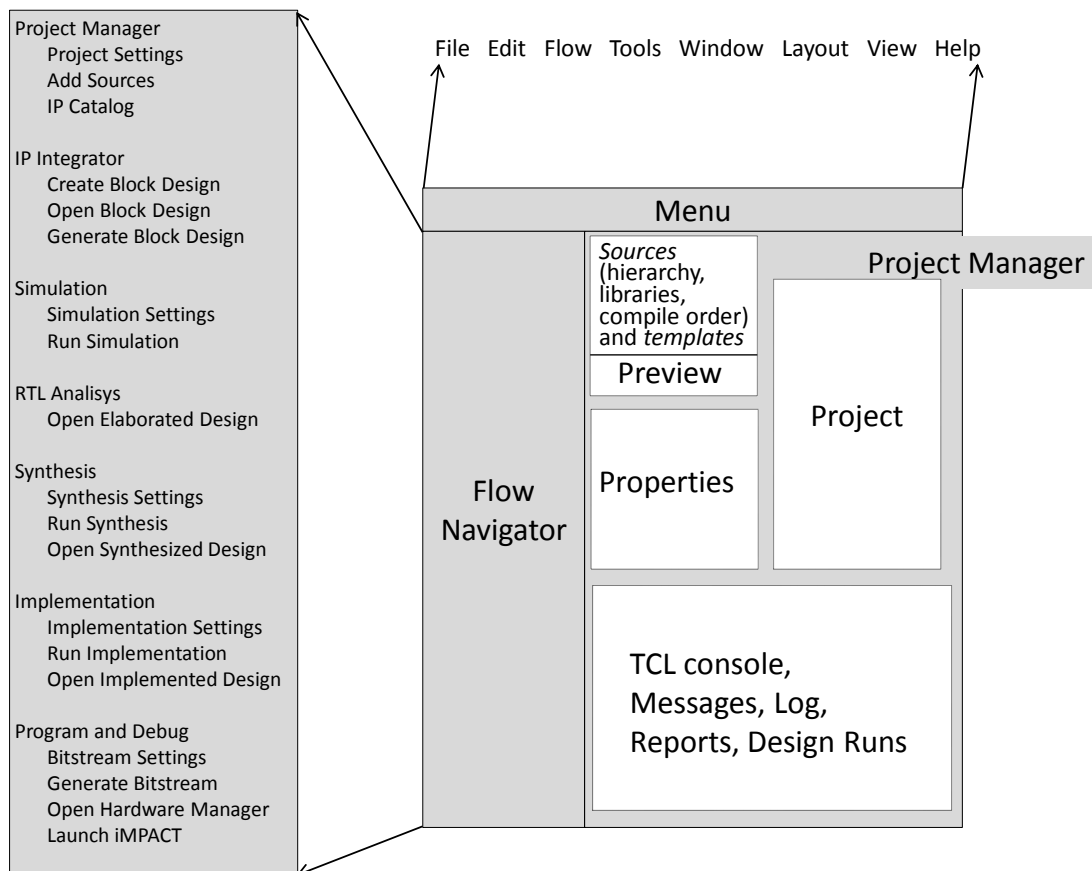 Project Manager
Project Settings
Add Sources
IP Catalog
IP Integrator
Create Block Design
Open Block Design
Generate Block Design
Simulation
Simulation Settings
Run Simulation
RTL Analisys
Open Elaborated Design
Synthesis
Synthesis Settings
Run Synthesis
Open Synthesized Design
Implementation
Implementation Settings
Run Implementation
Open Implemented Design
Program and Debug
Bitstream Settings
Generate Bitstream
Open Hardware Manager
Launch iMPACT
File Edit Flow Tools Window Layout View Help
Menu
Flow
Navigator
Sources
(hierarchy,
libraries,
compile order)
and templates
Preview
Properties
Project Manager
Project
TCL console,
Messages, Log,
Reports, Design Runs